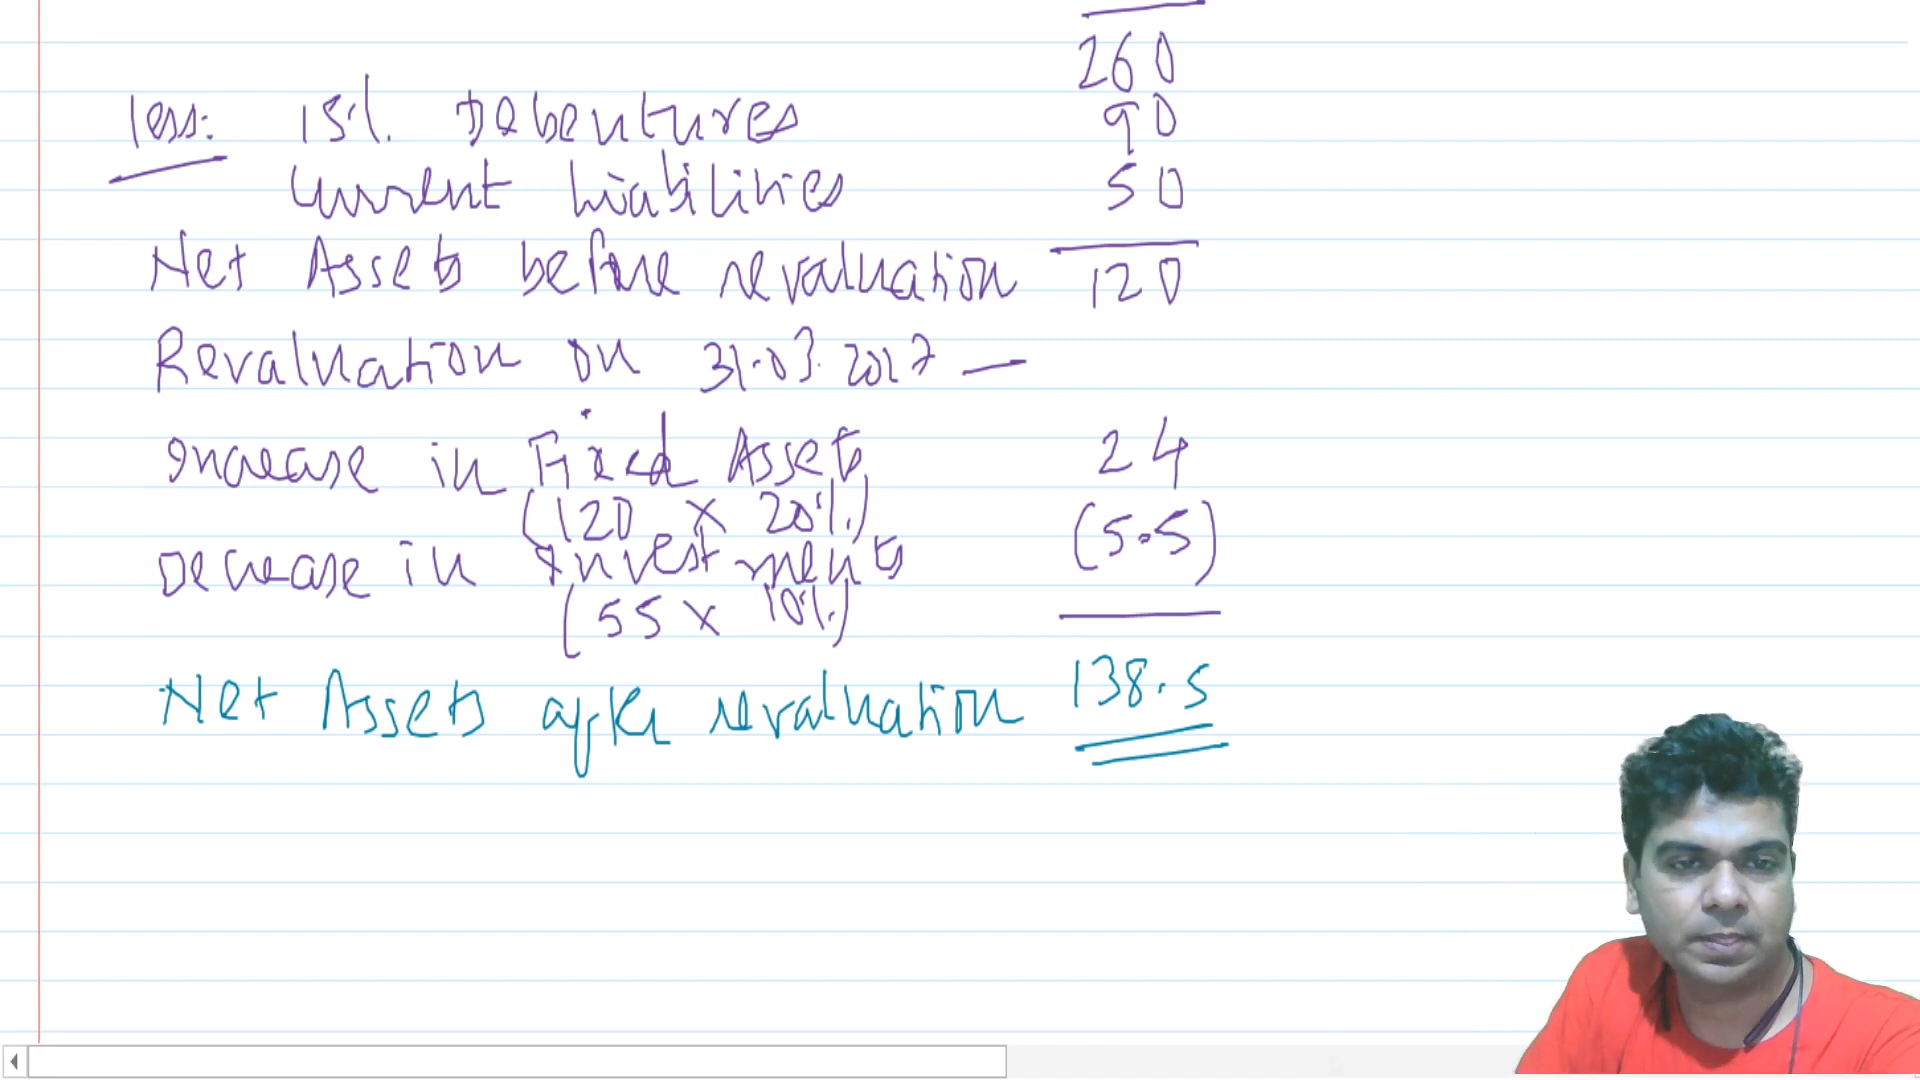 260
less: 15%. Debentures 90
Current Liabilities 50
Net Assets before revaluation 120
Revaluation on 31.03.2017 —
Increase in Fixed Assets 24
(120 x 20%)
Decrease in Investments (5.5)
(55 x 10%)
Net Assets after revaluation 138.5